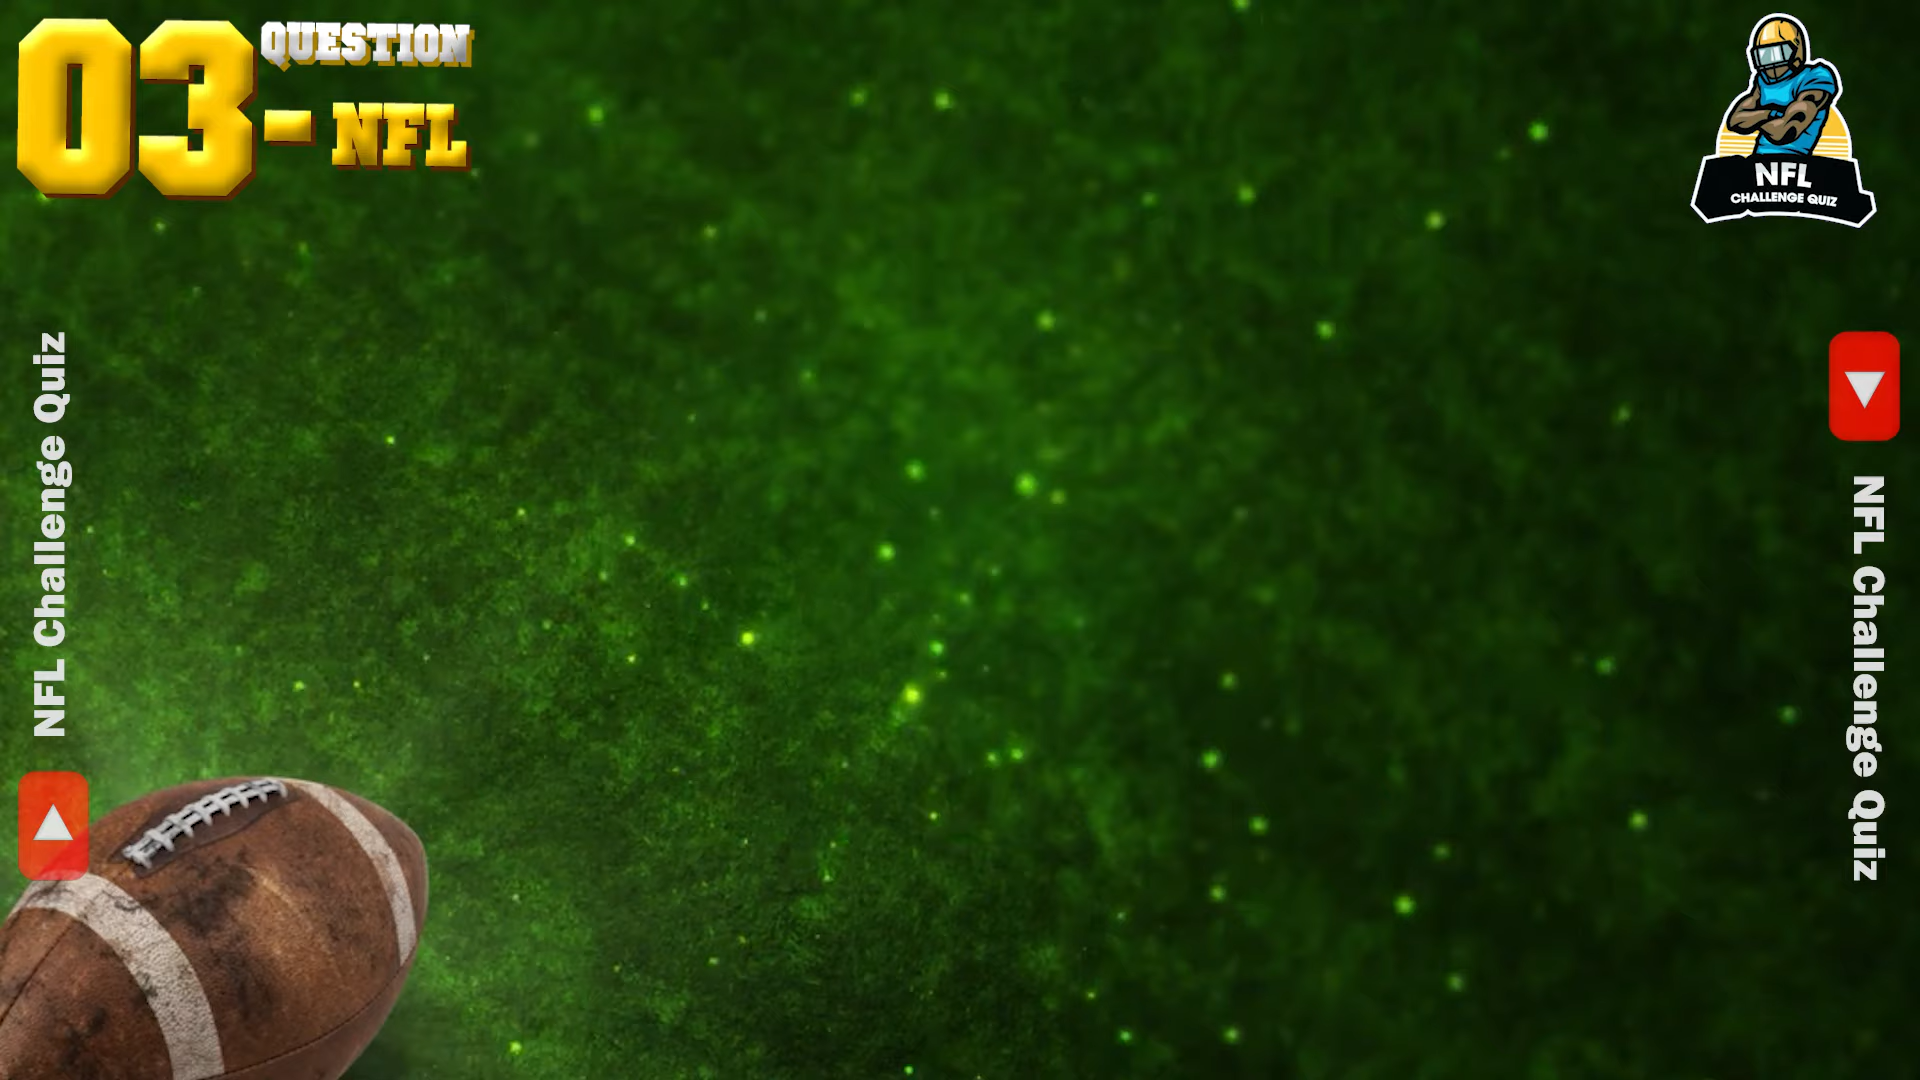 03 QUESTION
- NFL
NFL
CHALLENGE QUIZ
NFL Challenge Quiz
NFL Challenge Quiz